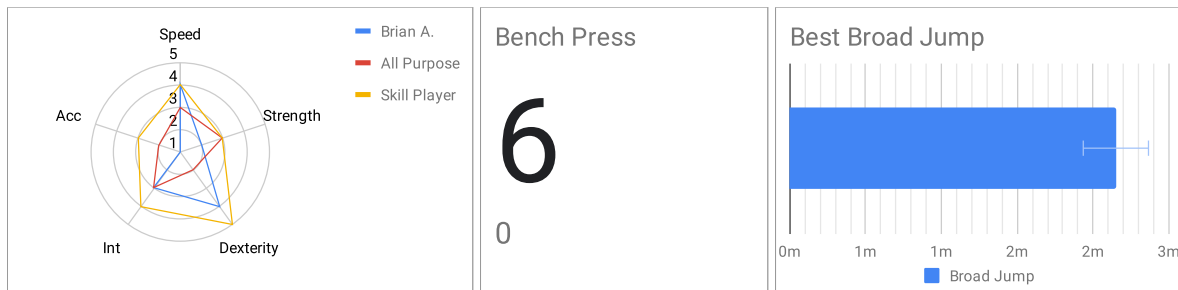 Speed
5
4
3
2
1
Acc
Strength
Int
Dexterity
Brian A.
All Purpose
Skill Player
Bench Press
6
0
Best Broad Jump
0m 1m 1m 2m 2m 3m
Broad Jump